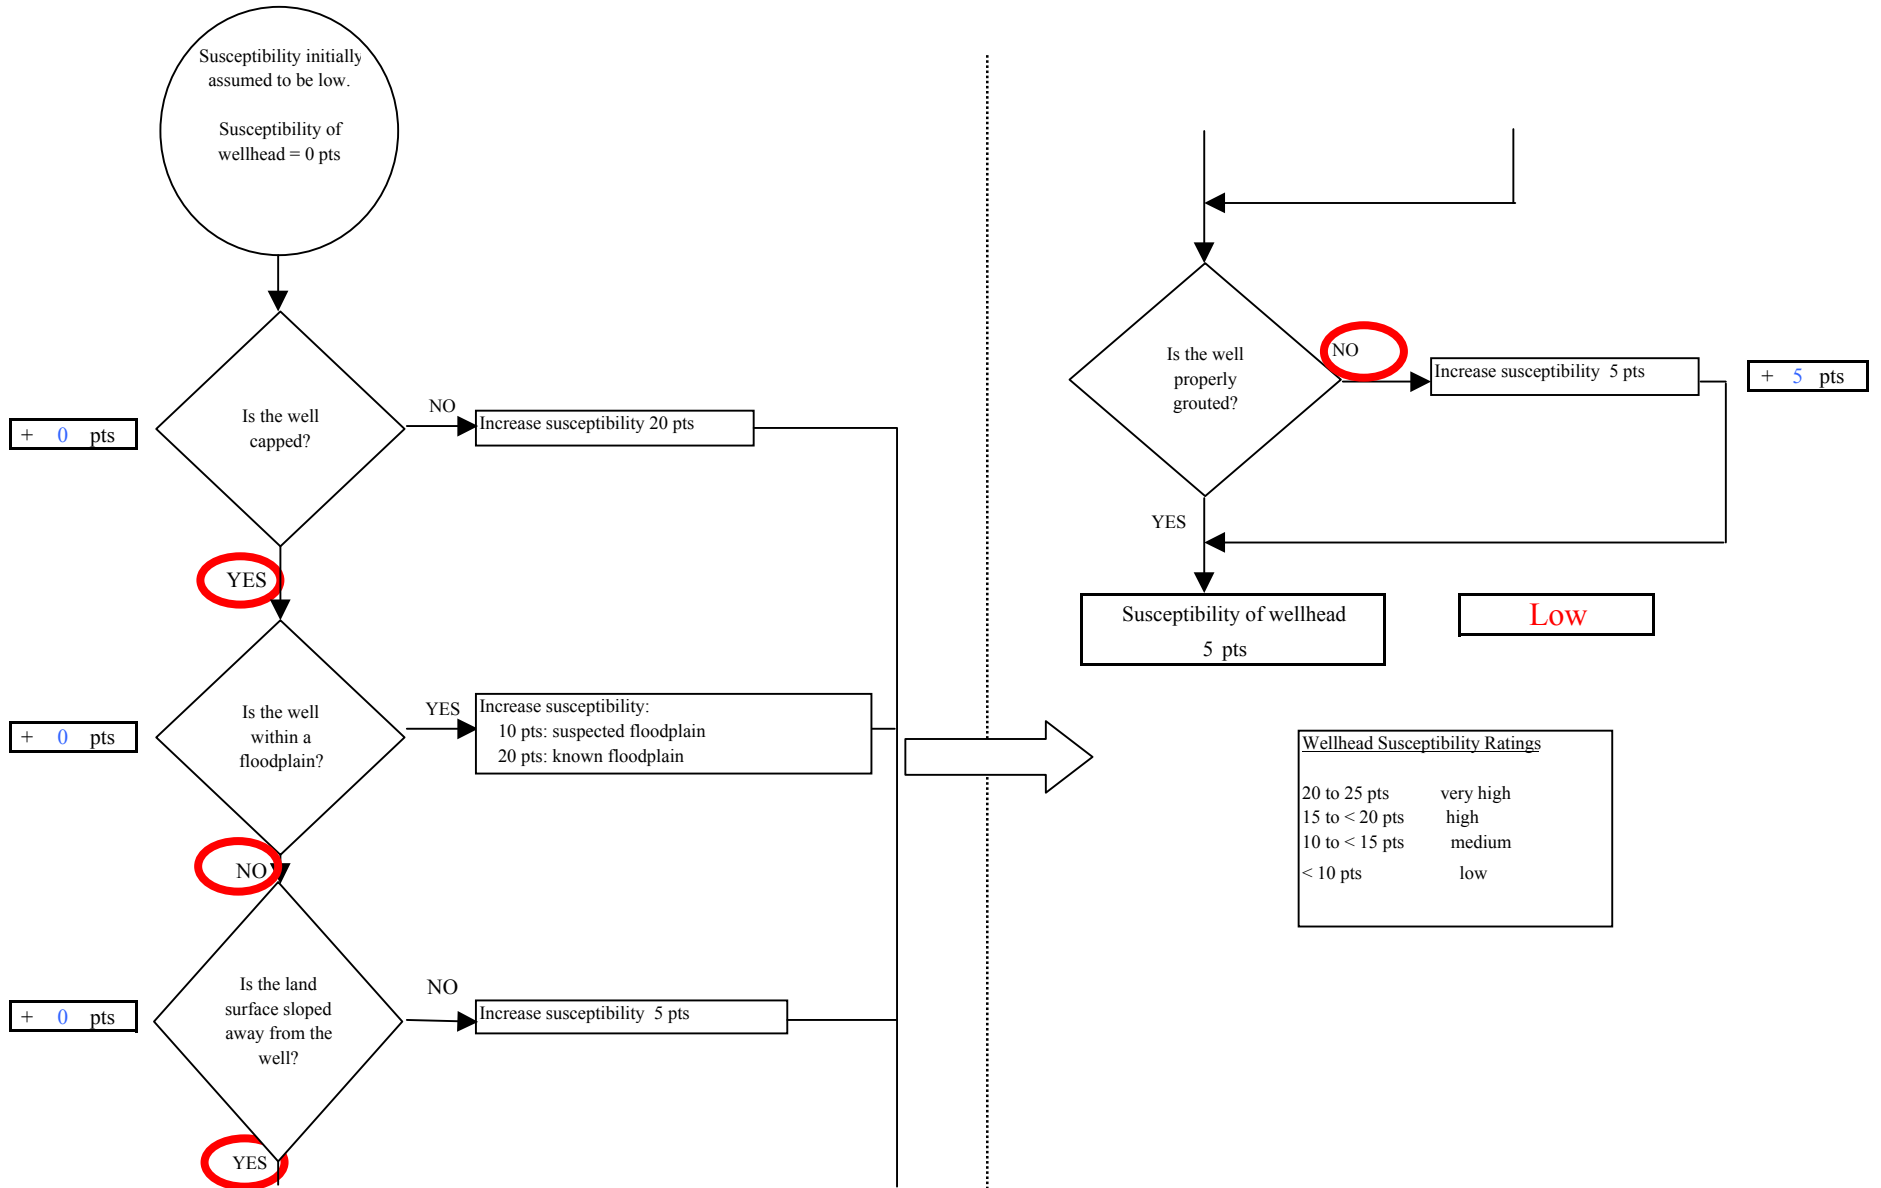 Susceptibility initially
assumed to be low.
Susceptibility of
wellhead = 0 pts
Is the well
capped?
+ 0 pts
NO
Increase susceptibility 20 pts
YES
Is the well
within a
floodplain?
+ 0 pts
YES
Increase susceptibility:
10 pts: suspected floodplain
20 pts: known floodplain
NO
Is the land
surface sloped
away from the
well?
+ 0 pts
NO
Increase susceptibility 5 pts
YES
Is the well
properly
grouted?
NO
Increase susceptibility 5 pts
+ 5 pts
YES
Susceptibility of wellhead
5 pts
Low
Wellhead Susceptibility Ratings
20 to 25 pts very high
15 to < 20 pts high
10 to < 15 pts medium
< 10 pts low